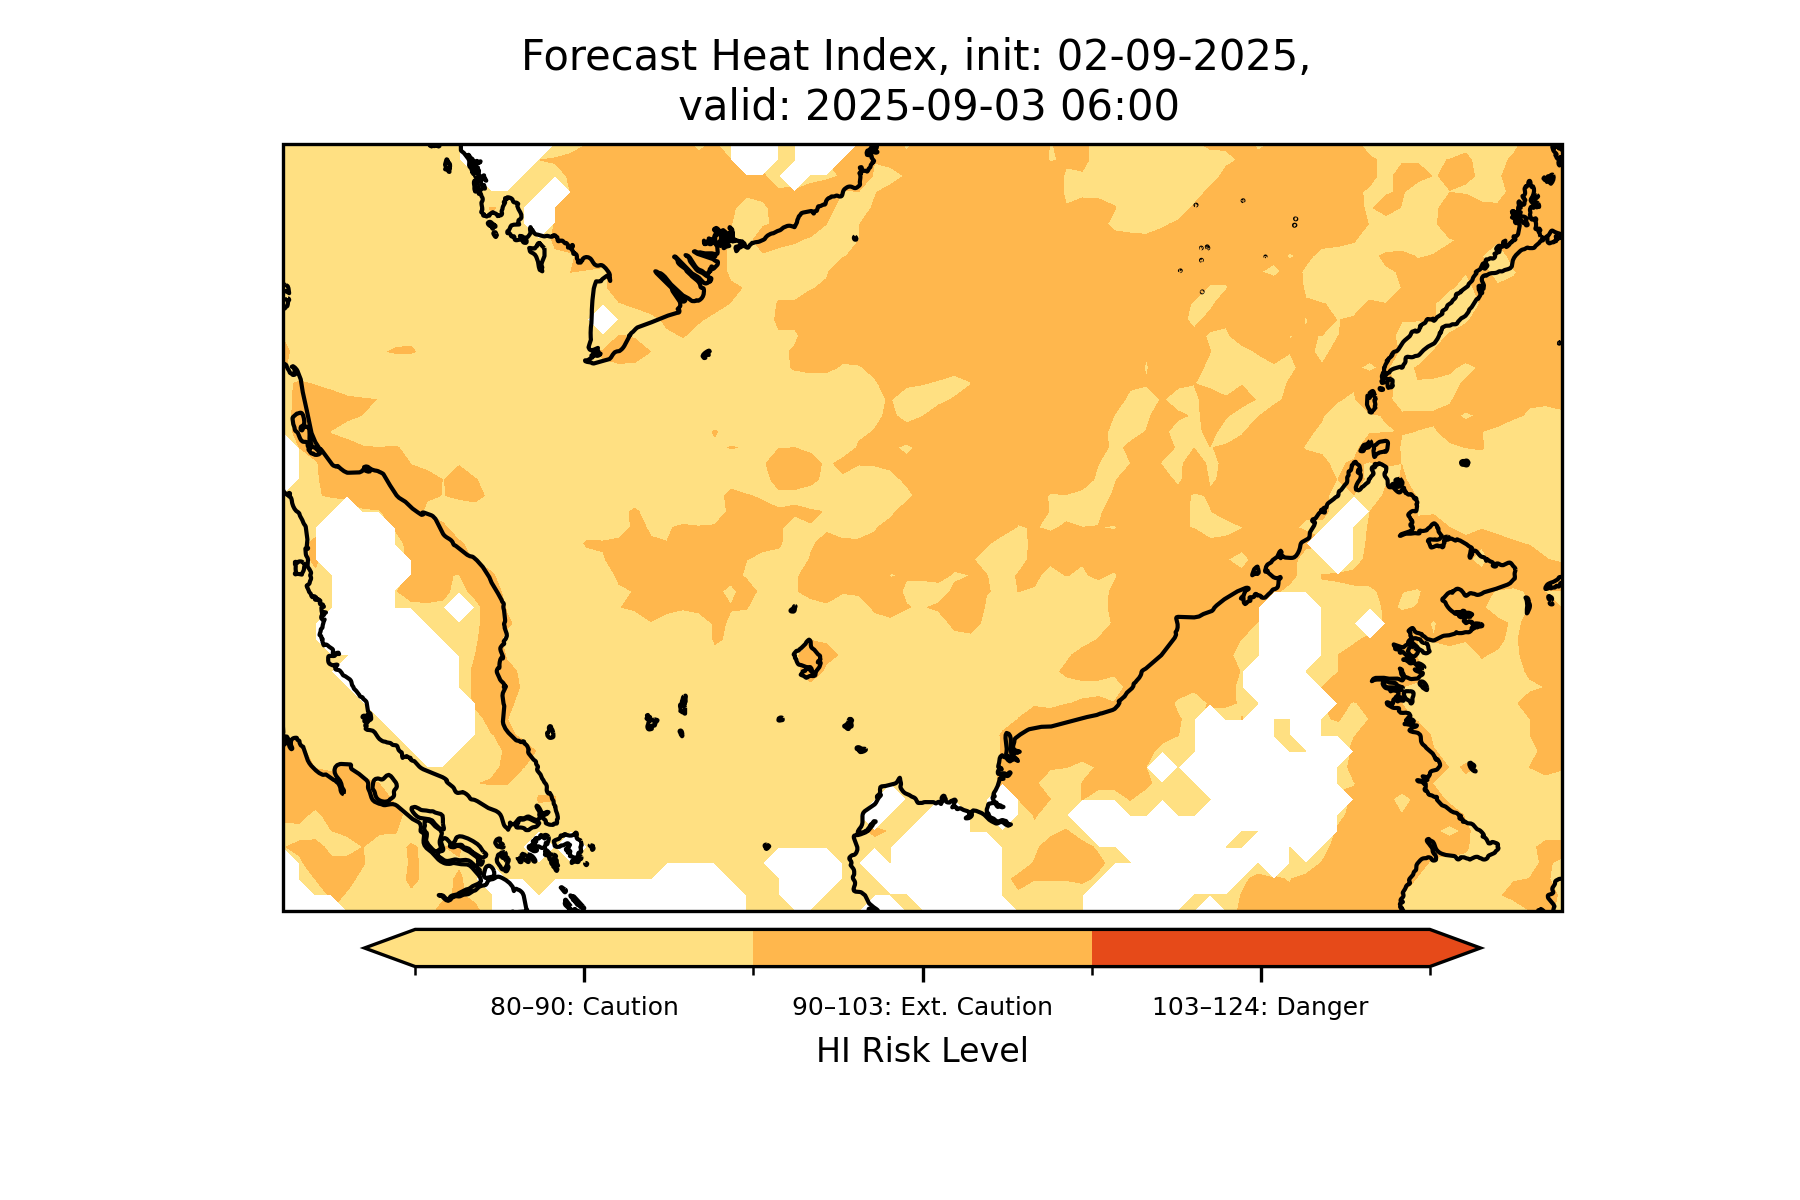 Forecast Heat Index, init: 02-09-2025,
valid: 2025-09-03 06:00
80–90: Caution
90–103: Ext. Caution
103–124: Danger
HI Risk Level